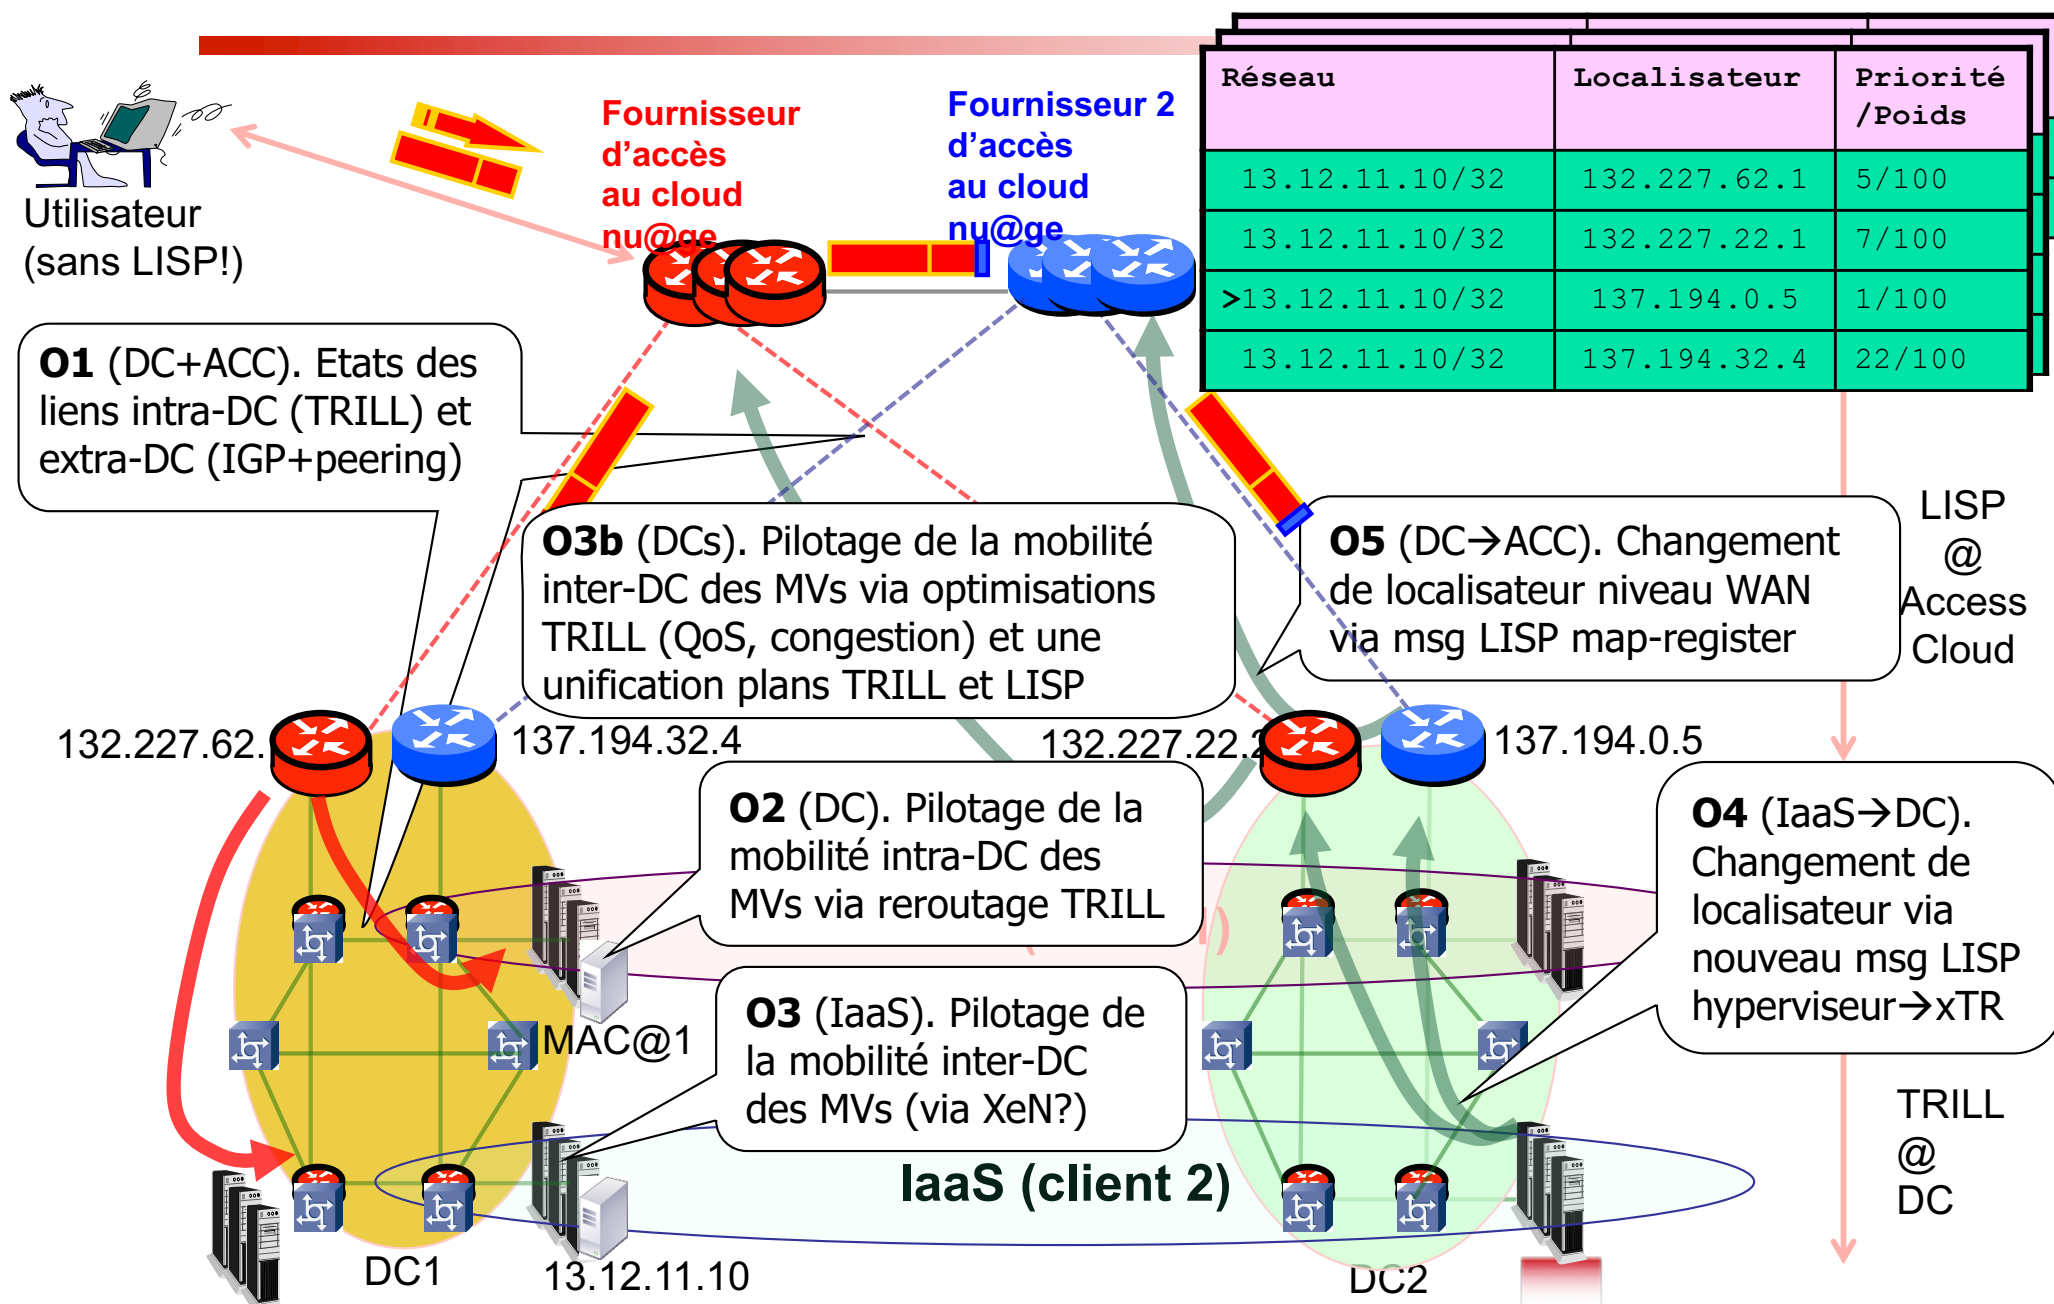 Réseau Localisateur Priorité
/Poids
13.12.11.10/32 132.227.62.1 5/100
13.12.11.10/32 132.227.22.1 7/100
>13.12.11.10/32 137.194.0.5 1/100
13.12.11.10/32 137.194.32.4 22/100
Utilisateur
(sans LISP!)
Fournisseur
d’accès
au cloud
nu@ge
Fournisseur 2
d’accès
au cloud
nu@ge
O1 (DC+ACC). Etats des
liens intra-DC (TRILL) et
extra-DC (IGP+peering)
O3b (DCs). Pilotage de la mobilité
inter-DC des MVs via optimisations
TRILL (QoS, congestion) et une
unification plans TRILL et LISP
O5 (DC→ACC). Changement
de localisateur niveau WAN
via msg LISP map-register
LISP
@
Access
Cloud
132.227.62.
137.194.32.4
132.227.22.2
137.194.0.5
O2 (DC). Pilotage de la
mobilité intra-DC des
MVs via reroutage TRILL
O4 (IaaS→DC).
Changement de
localisateur via
nouveau msg LISP
hyperviseur→xTR
MAC@1
O3 (IaaS). Pilotage de
la mobilité inter-DC
des MVs (via XeN?)
IaaS (client 2)
TRILL
@
DC
DC1
13.12.11.10
DC2